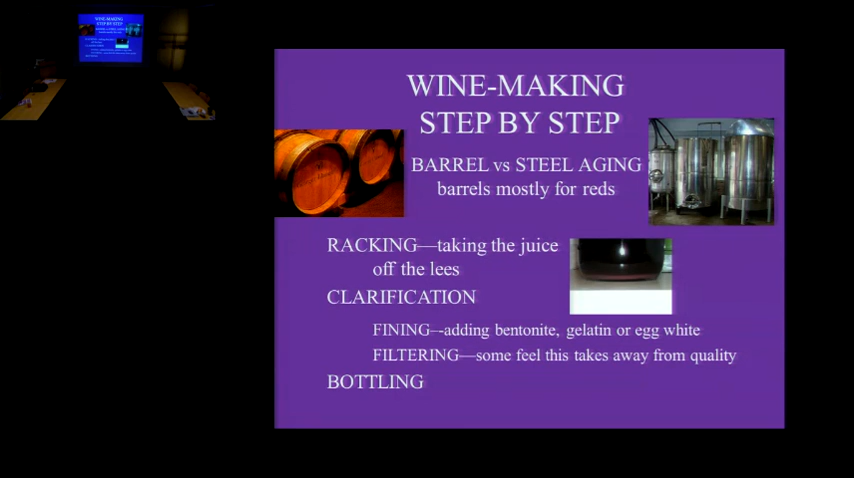 WINE-MAKING
STEP BY STEP
BARREL vs STEEL AGING
barrels mostly for reds
RACKING—taking the juice
off the lees
CLARIFICATION
FINING—-adding bentonite, gelatin or egg white
FILTERING—some feel this takes away from quality
BOTTLING